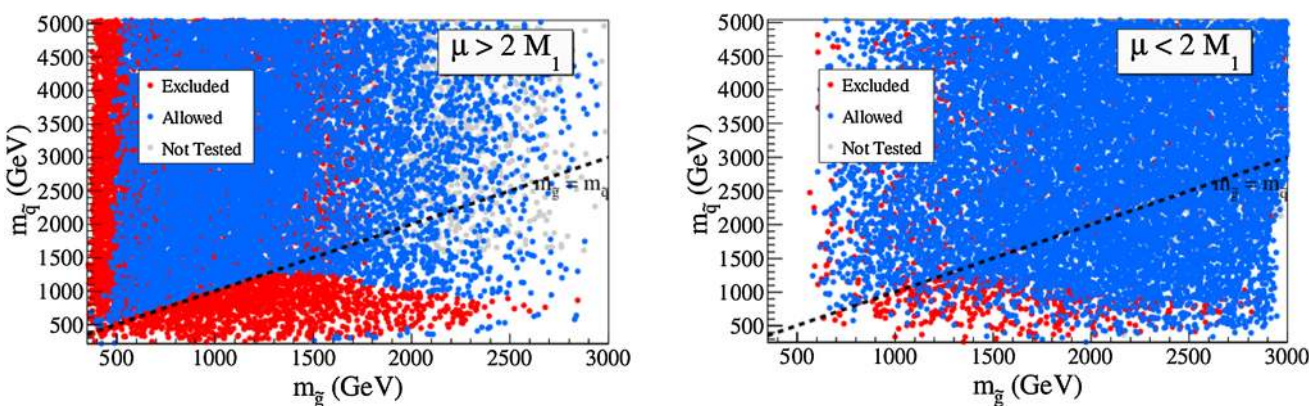 5000
4500
4000
3500
3000
2500
2000
1500
1000
500
m_q̃ (GeV)
μ > 2 M₁
Excluded
Allowed
Not Tested
m_g̃ = m_q̃
500 1000 1500 2000 2500 3000
m_g̃ (GeV)
5000
4500
4000
3500
3000
2500
2000
1500
1000
500
m_q̃ (GeV)
μ < 2 M₁
Excluded
Allowed
Not Tested
m_g̃ = m_q̃
500 1000 1500 2000 2500 3000
m_g̃ (GeV)